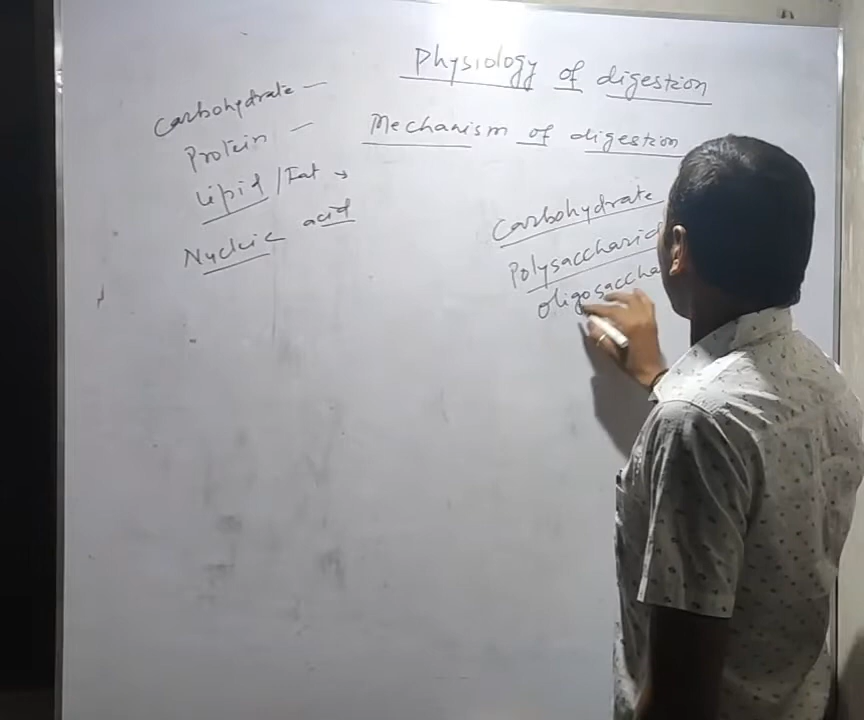 Physiology of digestion
Mechanism of digestion
Carbohydrate –
Protein –
Lipid / Fat →
Nucleic acid
Carbohydrate
Polysaccharid
Oligosaccha